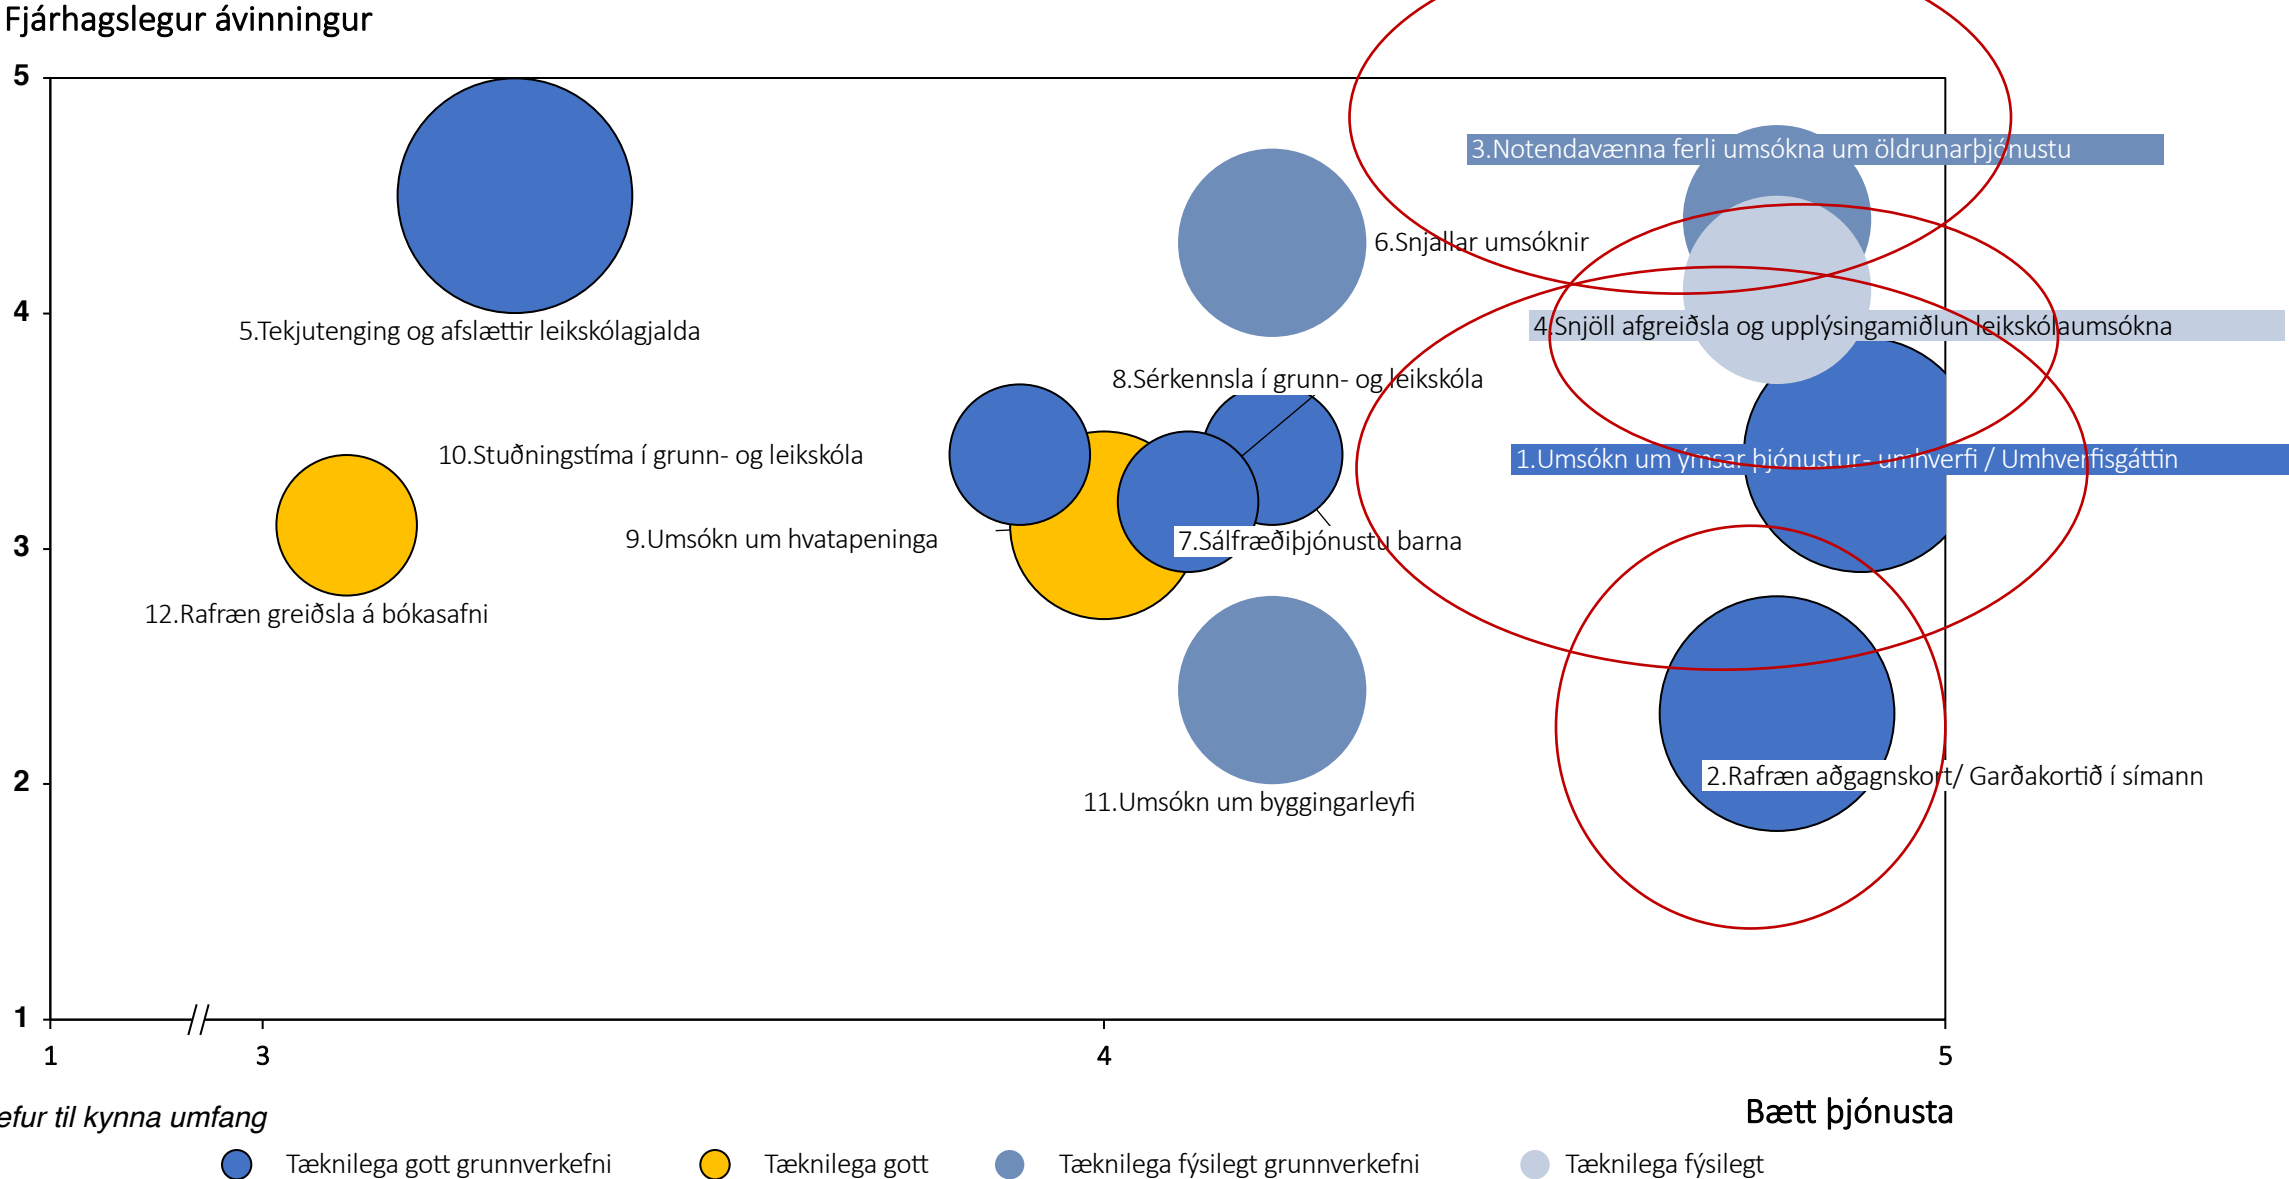 Fjárhagslegur ávinningur
5
3.Notendavænna ferli umsókna um öldrunarþjónustu
6.Snjallar umsóknir
4
4.Snjöll afgreiðsla og upplýsingamiðlun leikskólaumsókna
5.Tekjutenging og afslættir leikskólagjalda
8.Sérkennsla í grunn- og leikskóla
10.Stuðningstíma í grunn- og leikskóla
1.Umsókn um ýmsar þjónustur- umhverfi / Umhverfisgáttin
3
9.Umsókn um hvatapeninga
7.Sálfræðiþjónustu barna
12.Rafræn greiðsla á bókasafni
2
2.Rafræn aðgagnskort/ Garðakortið í símann
11.Umsókn um byggingarleyfi
1
1 3 4 5
Bætt þjónusta
til kynna umfang
Tæknilega gott grunnverkefni Tæknilega gott Tæknilega fýsilegt grunnverkefni Tæknilega fýsilegt